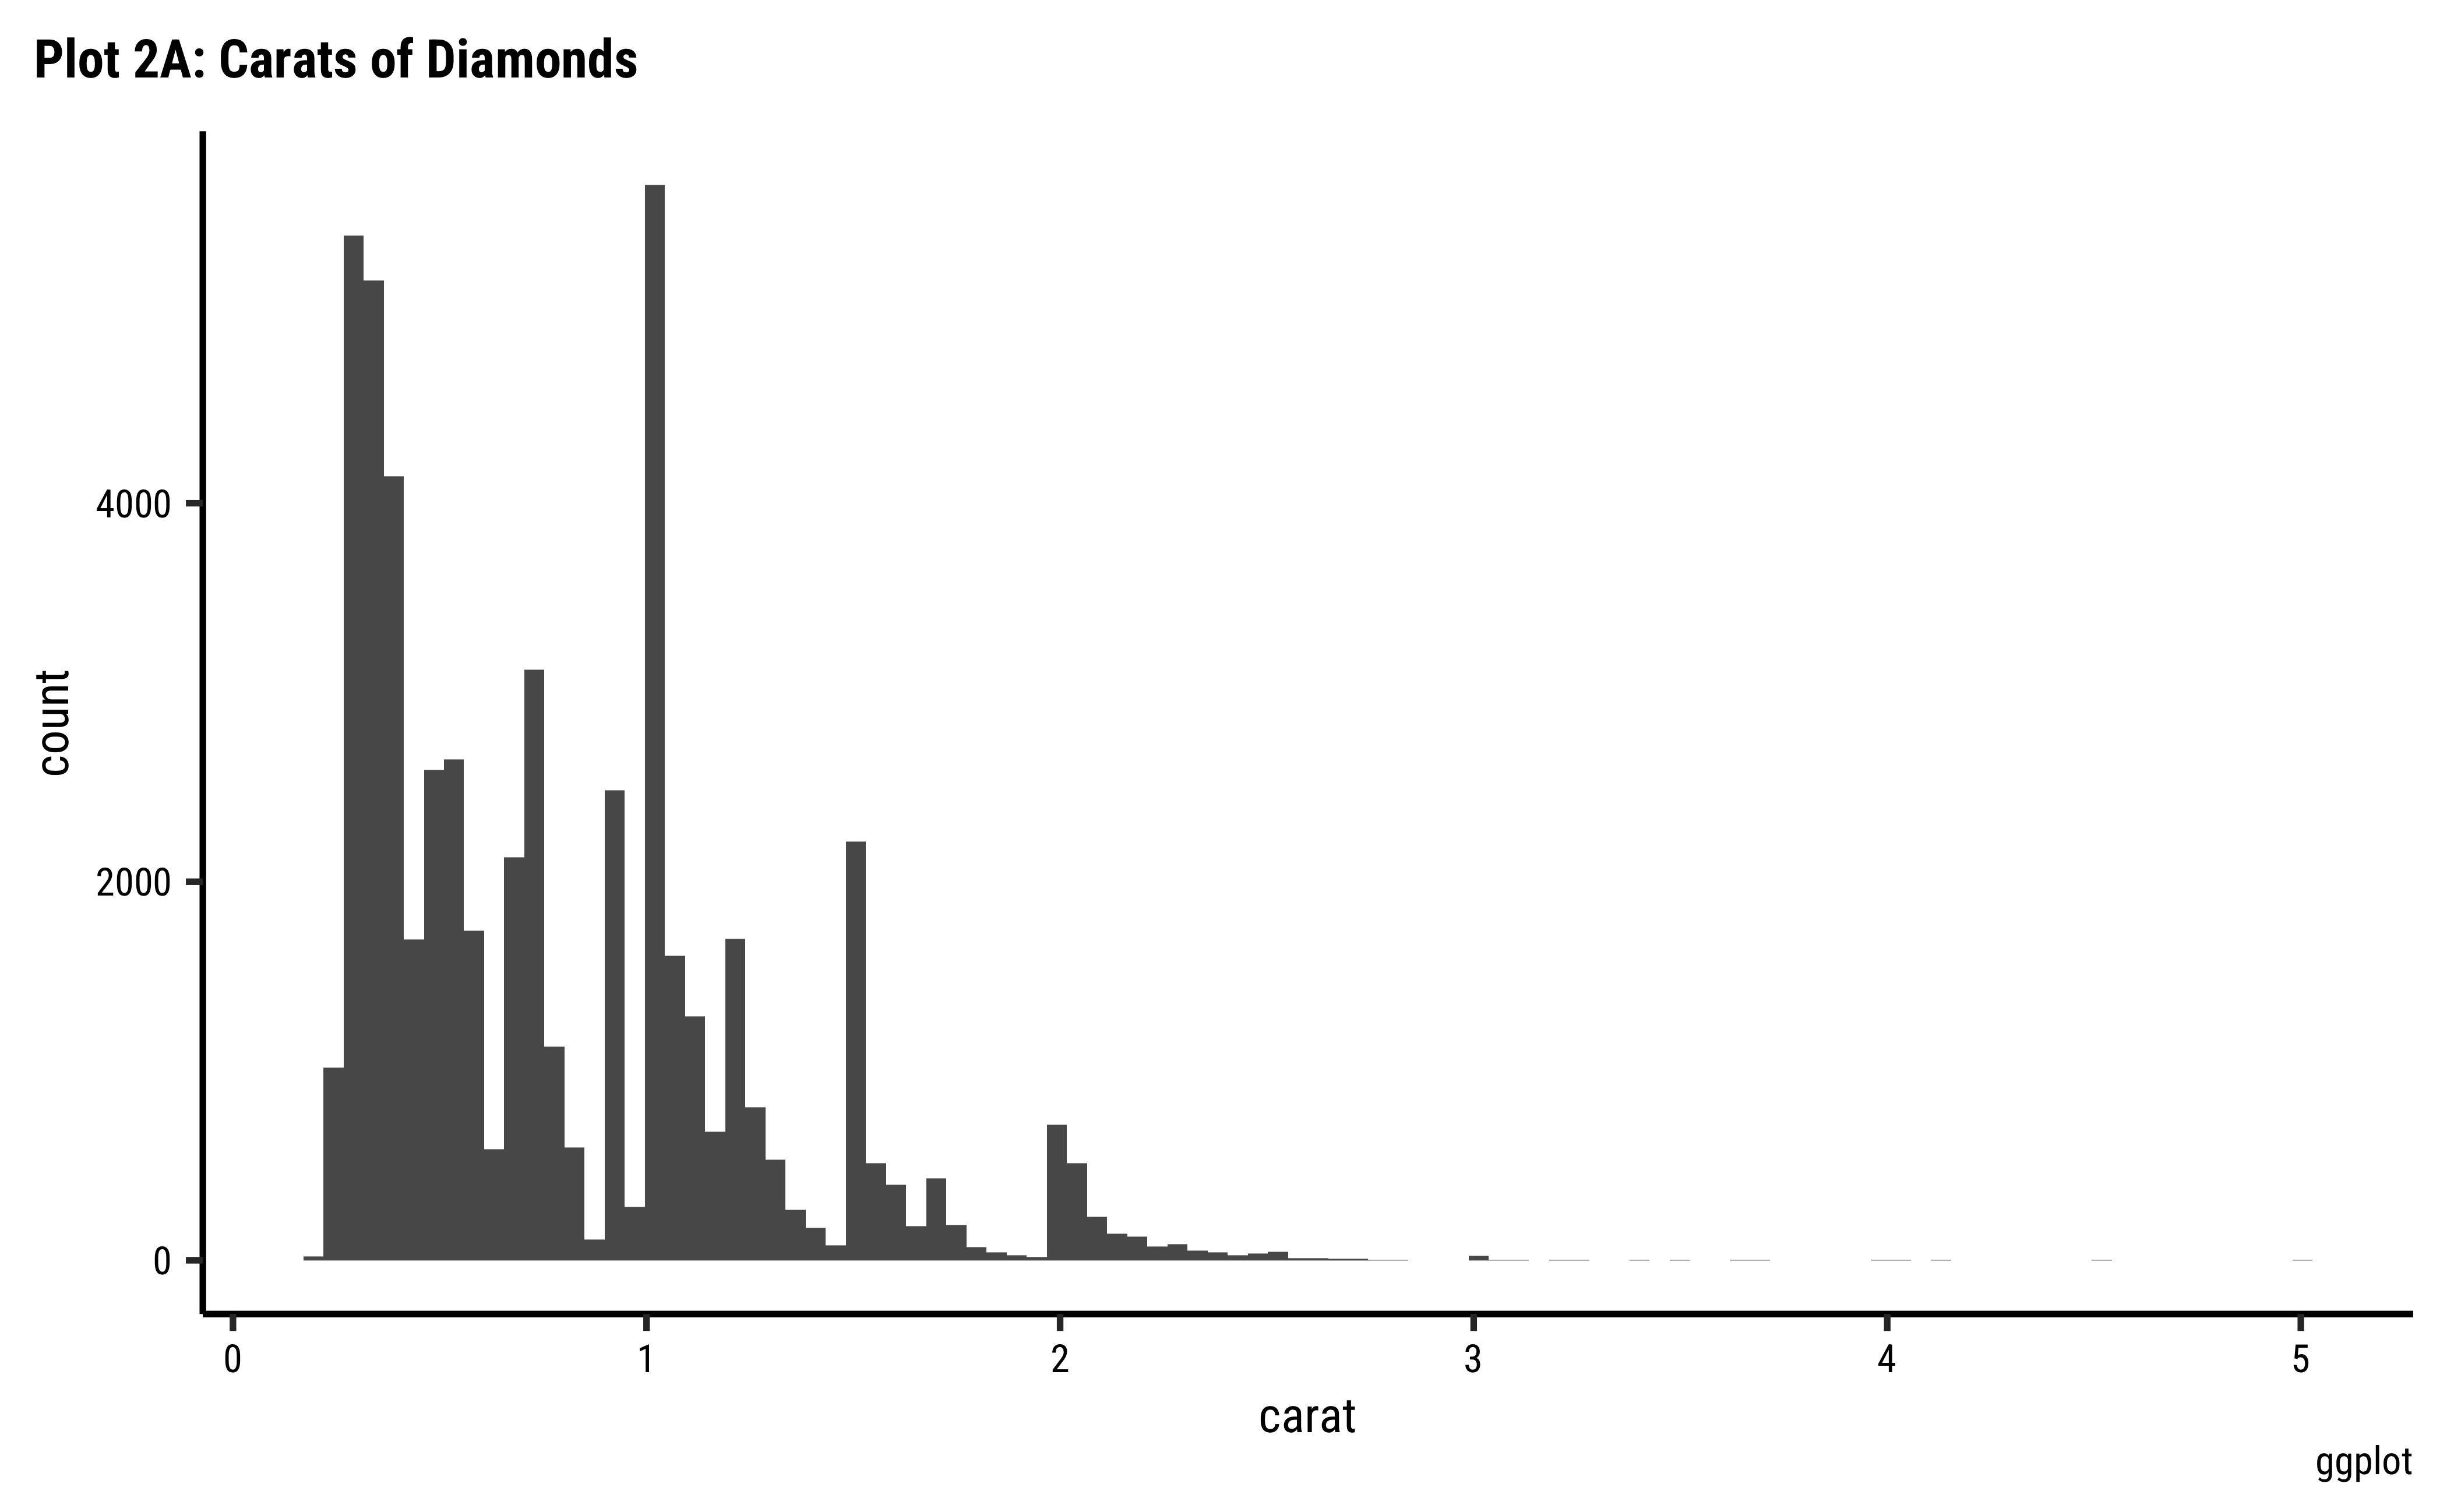 Plot 2A: Carats of Diamonds
count
4000
2000
0
0 1 2 3 4 5
carat
ggplot